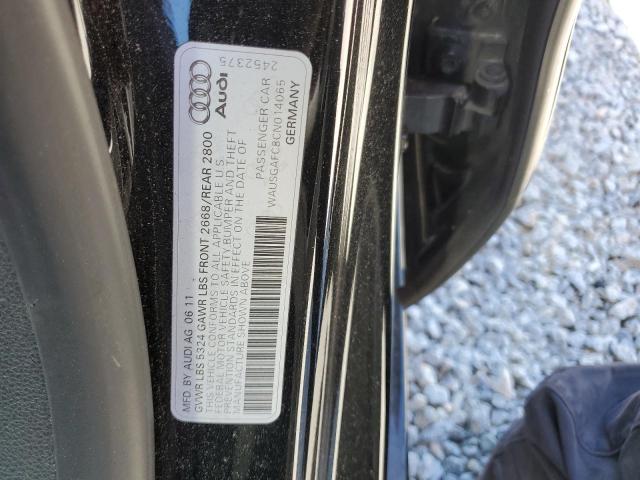 MFD. BY AUDI AG 06 11
GVWR LBS 5324 GAWR LBS FRONT 2668/REAR 2800
THIS VEHICLE CONFORMS TO ALL APPLICABLE U.S.
FEDERAL MOTOR VEHICLE SAFETY BUMPER AND THEFT
PREVENTION STANDARDS IN EFFECT ON THE DATE OF
MANUFACTURE SHOWN ABOVE
PASSENGER CAR
WAUSGAFC8CN014065
GERMANY
Audi
2452375